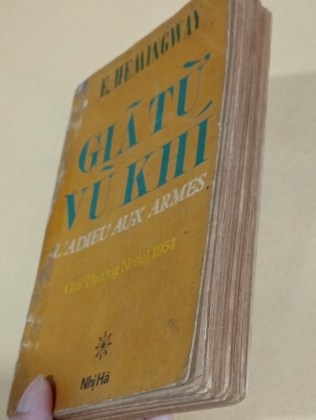 E. HEMINGWAY
GIÃ TỪ
VŨ KHÍ
L'ADIEU AUX ARMES
Giải Thưởng Nobel 1954
Nhị Hà